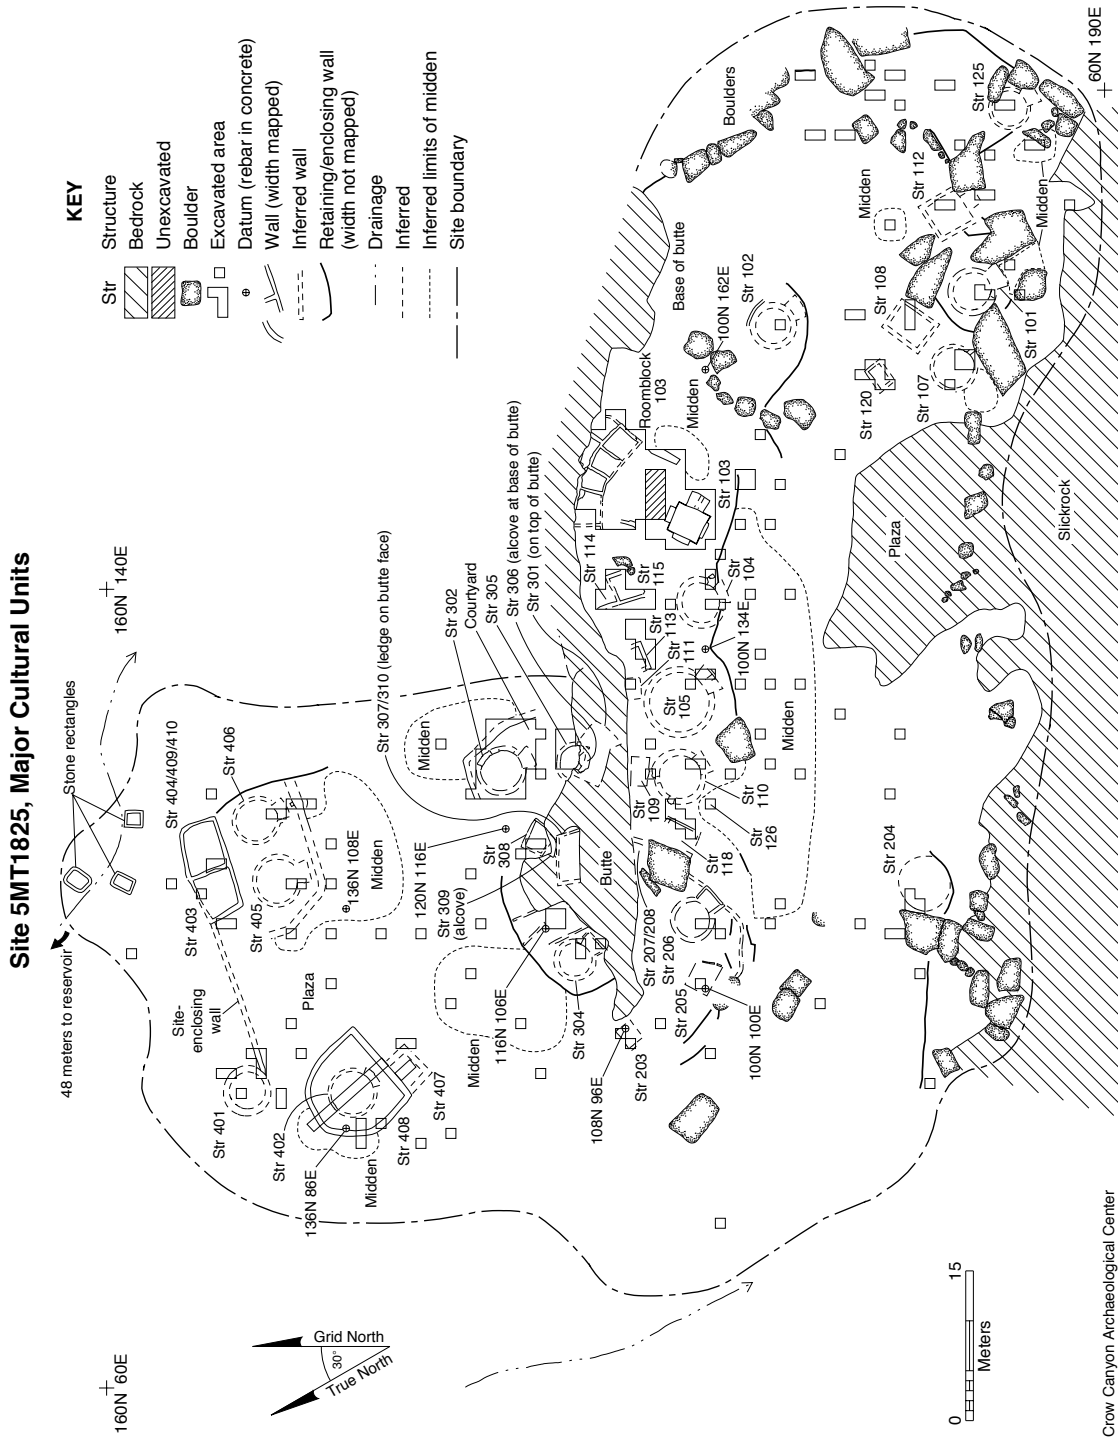 Site 5MT1825, Major Cultural Units
KEY
Str
Structure
Bedrock
Unexcavated
Boulder
Excavated area
Datum (rebar in concrete)
Wall (width mapped)
Inferred wall
Retaining/enclosing wall
(width not mapped)
Drainage
Inferred
Inferred limits of midden
Site boundary
160N 60E
160N 140E
60N 190E
48 meters to reservoir
Stone rectangles
Str 404/409/410
Str 406
Str 403
Str 405
Site-
enclosing
wall
Plaza
136N 108E
Midden
Str 401
Str 402
136N 86E
Midden
Str 408
Str 407
120N 116E
Str 309
(alcove)
Str
308
Midden
116N 106E
Str 304
108N 96E
Str 203
Str 307/310 (ledge on butte face)
Midden
Str 302
Courtyard
Str 305
Str 306 (alcove at base of butte)
Str 301 (on top of butte)
Butte
Str 207/208
Str 206
Str 205
100N 100E
Str
118
Str
126
Str
109
Str
110
Str
105
Str
111
Str
113
Str 114
Str
115
Str
104
100N 134E
Str 103
Roomblock
103
Midden
Midden
Base of butte
100N 162E
Str 102
Boulders
Str 125
Str 112
Midden
Midden
Str 108
Str 101
Str 107
Str 120
Plaza
Slickrock
Str 204
Grid North
30°
True North
0
15
Meters
Crow Canyon Archaeological Center